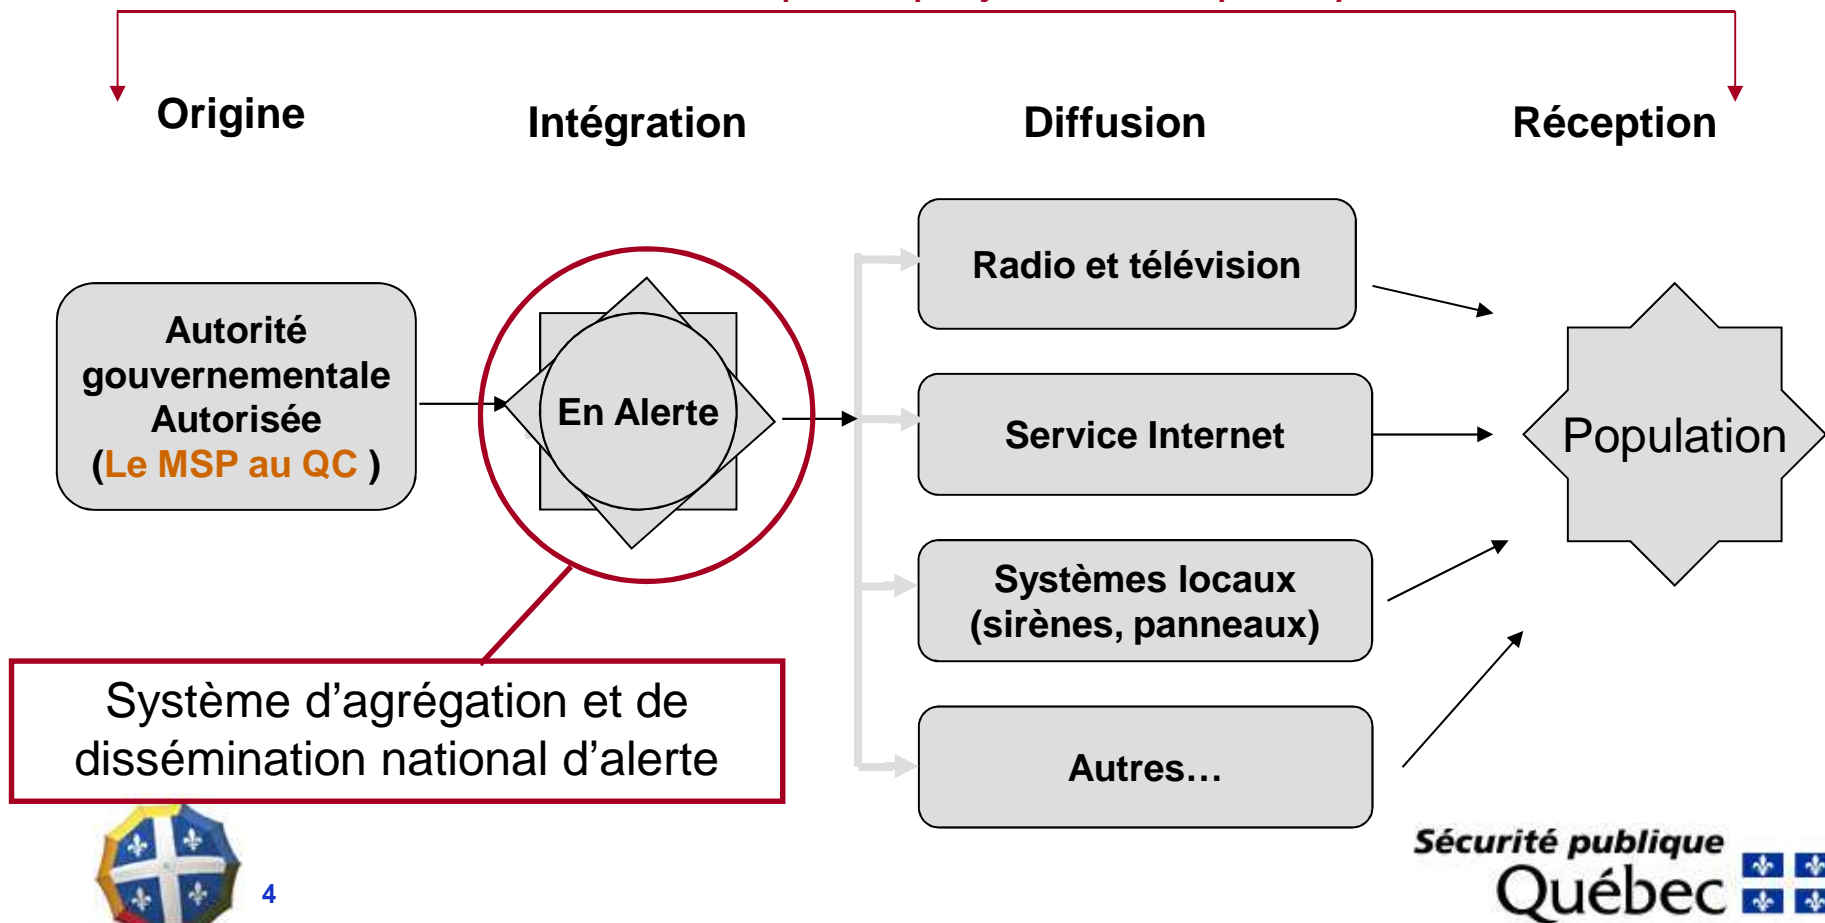 Origine
Intégration
Diffusion
Réception
Autorité
gouvernementale
Autorisée
(Le MSP au QC )
En Alerte
Radio et télévision
Service Internet
Systèmes locaux
(sirènes, panneaux)
Autres…
Population
Système d’agrégation et de
dissémination national d’alerte
4
Sécurité publique
Québec